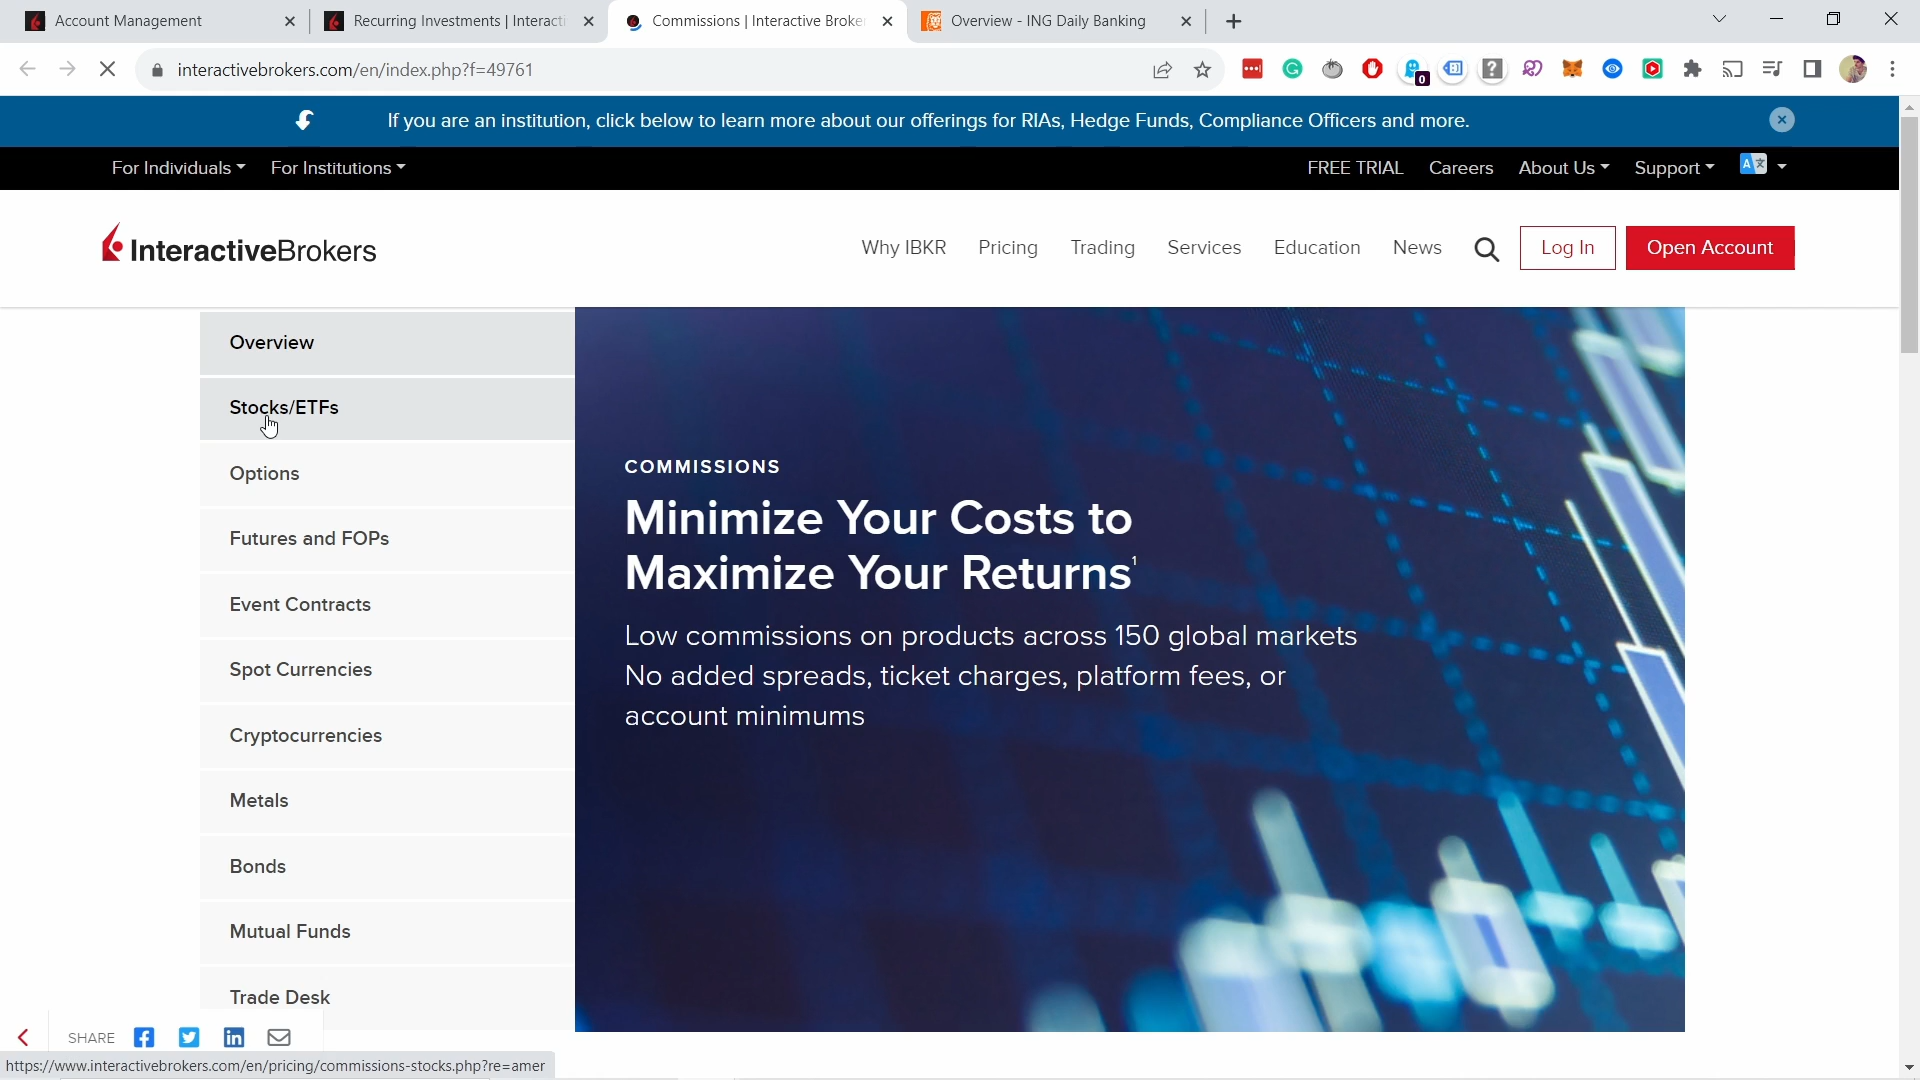 Account Management
Recurring Investments | Interacti
Commissions | Interactive Broker
Overview - ING Daily Banking
interactivebrokers.com/en/index.php?f=49761
0
If you are an institution, click below to learn more about our offerings for RIAs, Hedge Funds, Compliance Officers and more.
For Individuals
For Institutions
FREE TRIAL
Careers
About Us
Support
InteractiveBrokers
Why IBKR
Pricing
Trading
Services
Education
News
Log In
Open Account
Overview
Stocks/ETFs
Options
Futures and FOPs
Event Contracts
Spot Currencies
Cryptocurrencies
Metals
Bonds
Mutual Funds
Trade Desk
COMMISSIONS
Minimize Your Costs to
Maximize Your Returns¹
Low commissions on products across 150 global markets
No added spreads, ticket charges, platform fees, or
account minimums
SHARE
https://www.interactivebrokers.com/en/pricing/commissions-stocks.php?re=amer